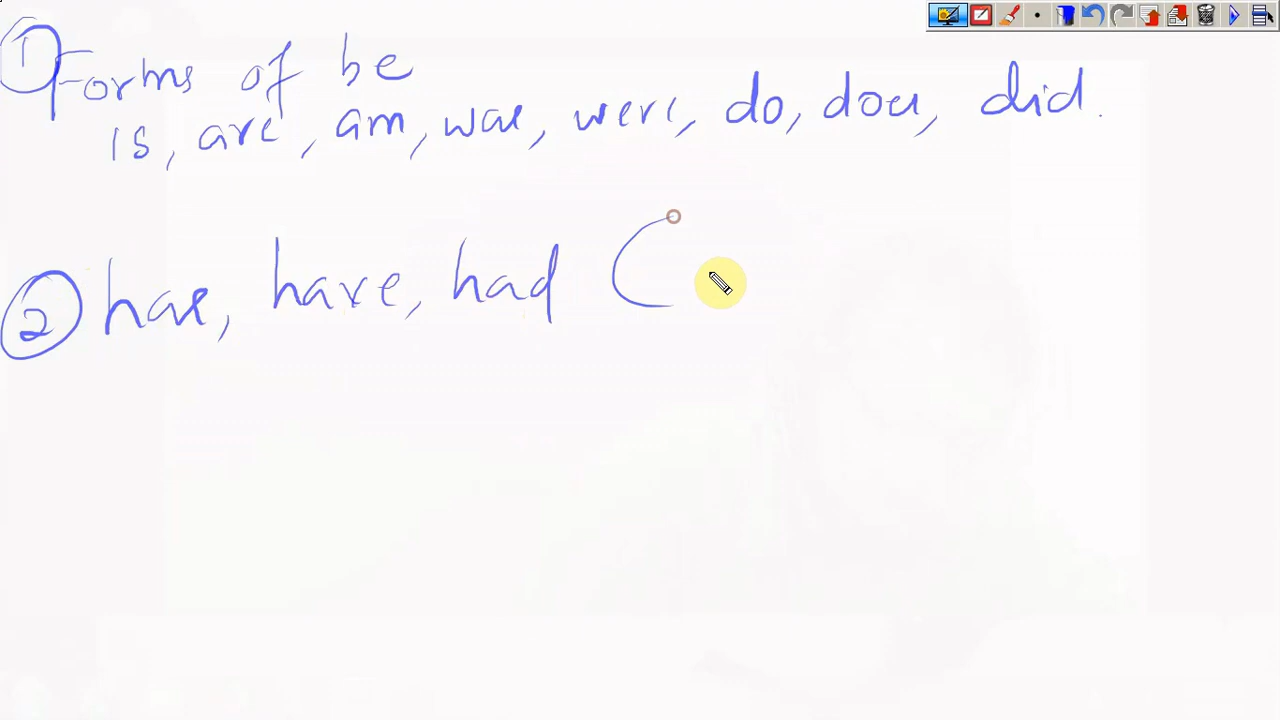 ① Forms of be
is, are, am, was, were, do, does, did.
② has, have, had (